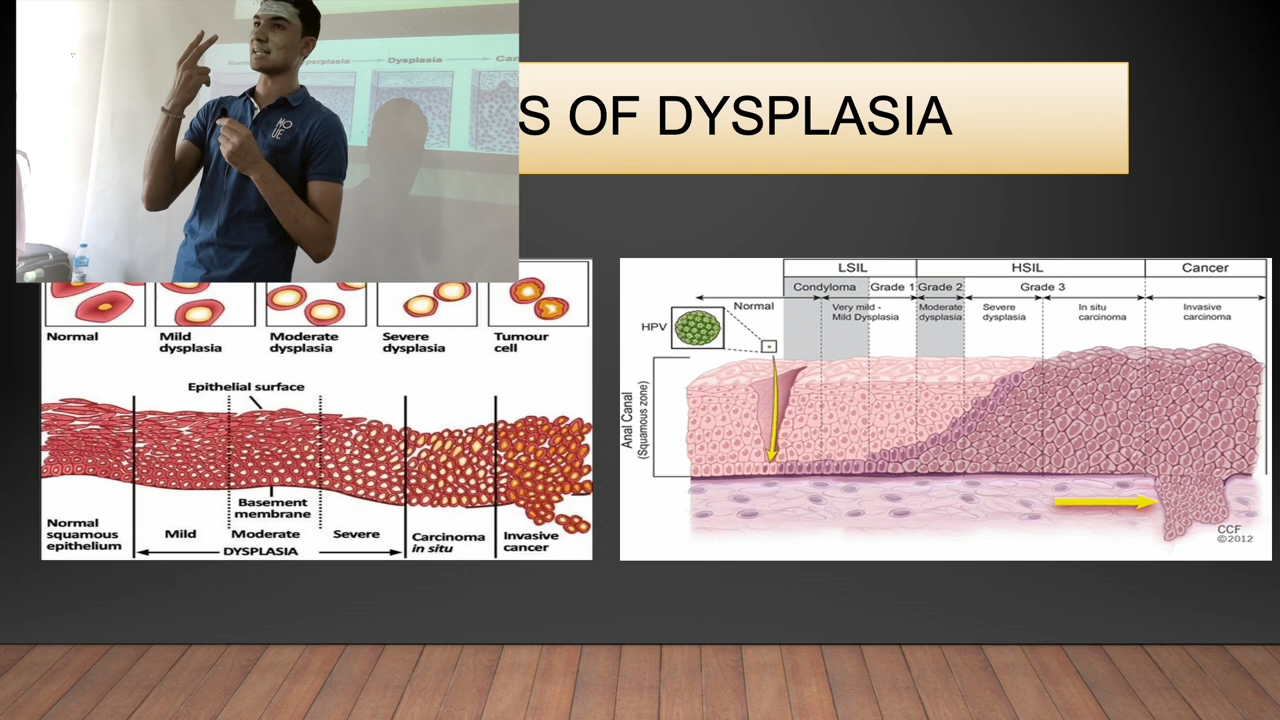 Dysplasia
MO
UE
S OF DYSPLASIA
Normal
Mild
dysplasia
Moderate
dysplasia
Severe
dysplasia
Tumour
cell
Epithelial surface
Basement
membrane
Normal
squamous
epithelium
Mild
Moderate
Severe
DYSPLASIA
Carcinoma
in situ
Invasive
cancer
LSIL
HSIL
Cancer
Condyloma
Grade 1
Grade 2
Grade 3
Normal
Very mild -
Mild Dysplasia
Moderate
dysplasia
Severe
dysplasia
In situ
carcinoma
Invasive
carcinoma
HPV
Anal Canal
(Squamous zone)
CCF
©2012